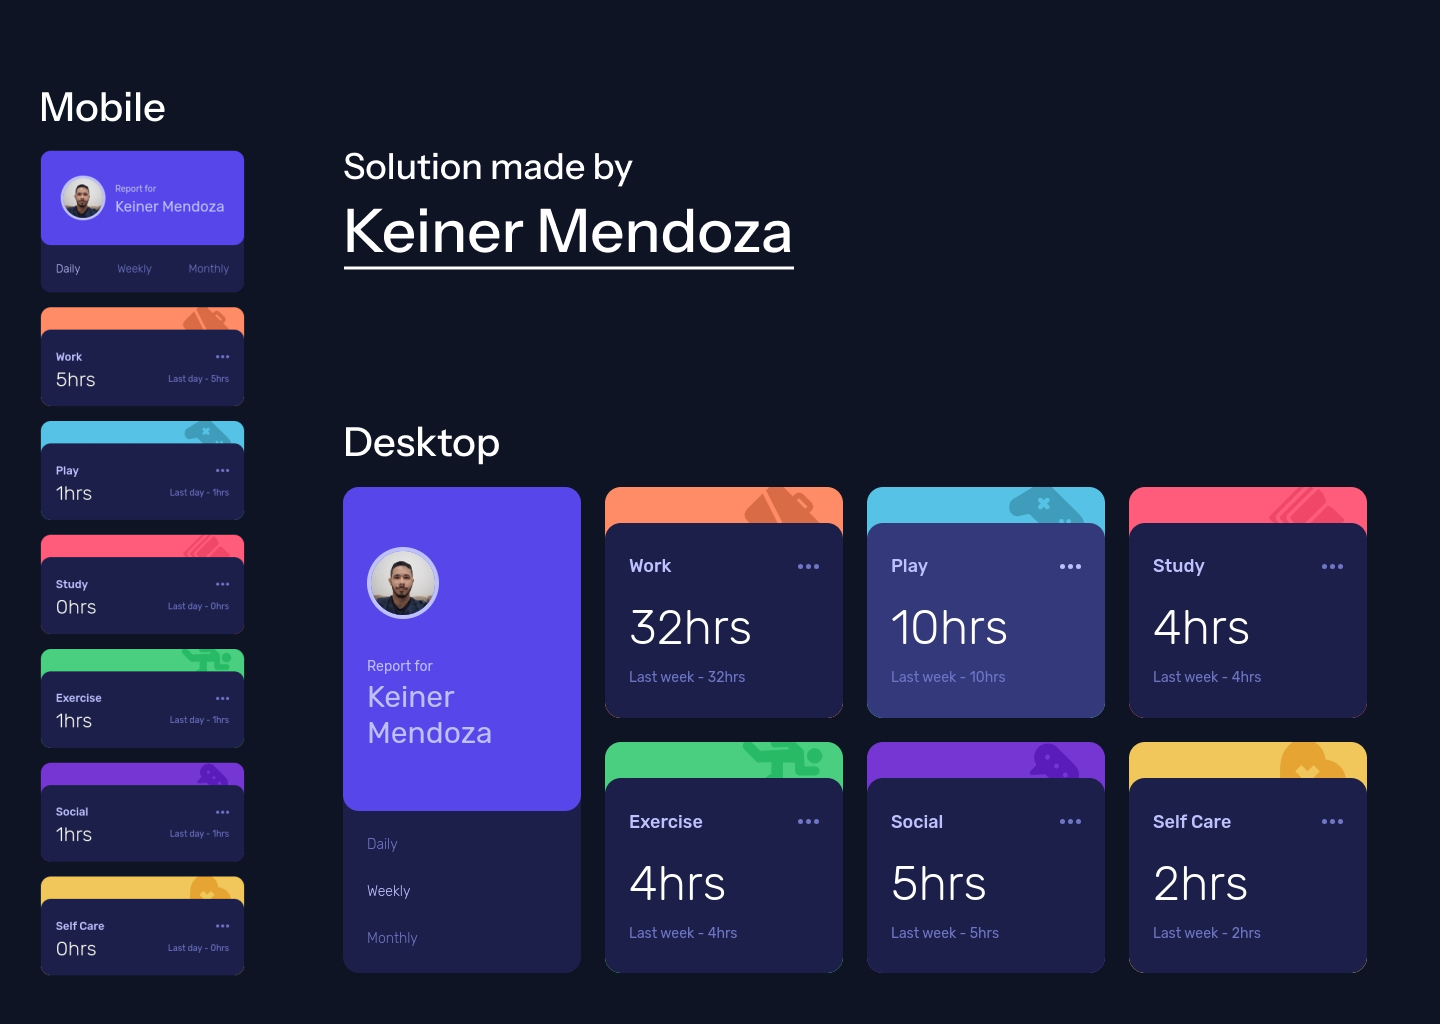 Mobile
Report for
Keiner Mendoza
Daily Weekly Monthly
Work
5hrs Last day - 5hrs
Play
1hrs Last day - 1hrs
Study
0hrs Last day - 0hrs
Exercise
1hrs Last day - 1hrs
Social
1hrs Last day - 1hrs
Self Care
0hrs Last day - 0hrs
Solution made by
Keiner Mendoza
Desktop
Report for
Keiner
Mendoza
Daily
Weekly
Monthly
Work
32hrs
Last week - 32hrs
Play
10hrs
Last week - 10hrs
Study
4hrs
Last week - 4hrs
Exercise
4hrs
Last week - 4hrs
Social
5hrs
Last week - 5hrs
Self Care
2hrs
Last week - 2hrs